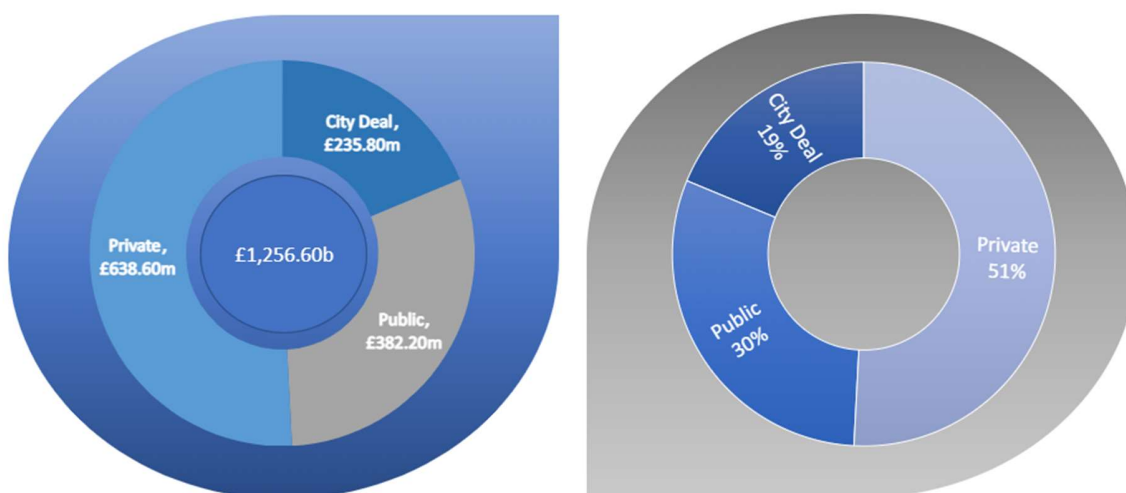 City Deal,
£235.80m
Private,
£638.60m
£1,256.60b
Public,
£382.20m
City Deal
19%
Private
51%
Public
30%